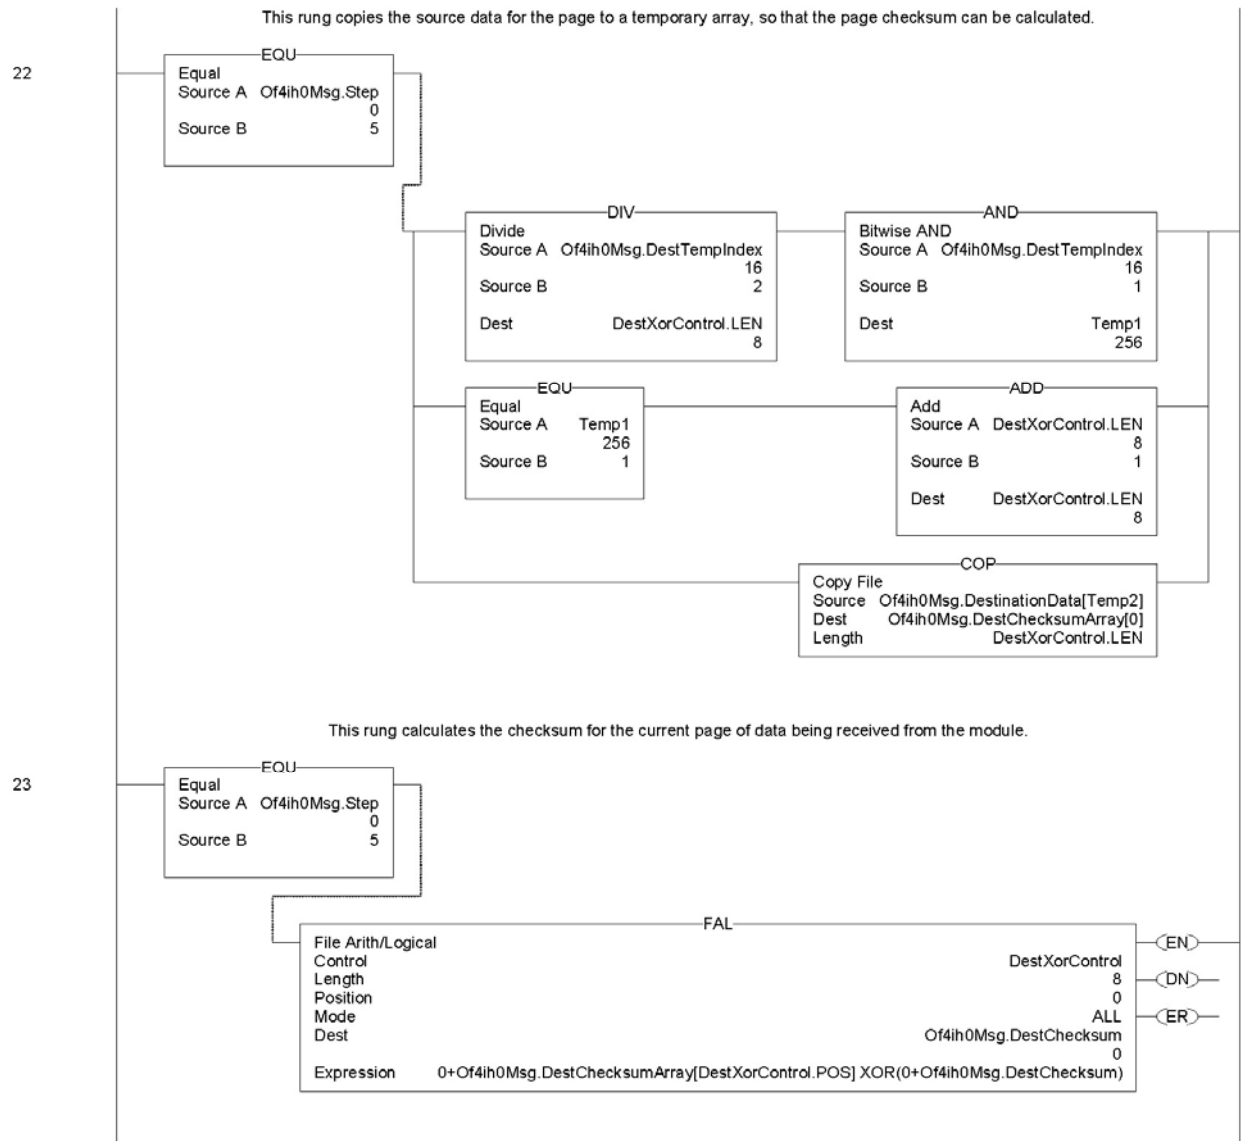 This rung copies the source data for the page to a temporary array, so that the page checksum can be calculated.
22
EQU
Equal
Source A Of4ih0Msg.Step
0
Source B 5
DIV
Divide
Source A Of4ih0Msg.DestTempIndex
16
Source B 2
Dest DestXorControl.LEN
8
AND
Bitwise AND
Source A Of4ih0Msg.DestTempIndex
16
Source B 1
Dest Temp1
256
EQU
Equal
Source A Temp1
256
Source B 1
ADD
Add
Source A DestXorControl.LEN
8
Source B 1
Dest DestXorControl.LEN
8
COP
Copy File
Source Of4ih0Msg.DestinationData[Temp2]
Dest Of4ih0Msg.DestChecksumArray[0]
Length DestXorControl.LEN
This rung calculates the checksum for the current page of data being received from the module.
23
EQU
Equal
Source A Of4ih0Msg.Step
0
Source B 5
FAL
File Arith/Logical
Control DestXorControl
Length 8
Position 0
Mode ALL
Dest Of4ih0Msg.DestChecksum
0
Expression 0+Of4ih0Msg.DestChecksumArray[DestXorControl.POS] XOR(0+Of4ih0Msg.DestChecksum)
EN
DN
ER